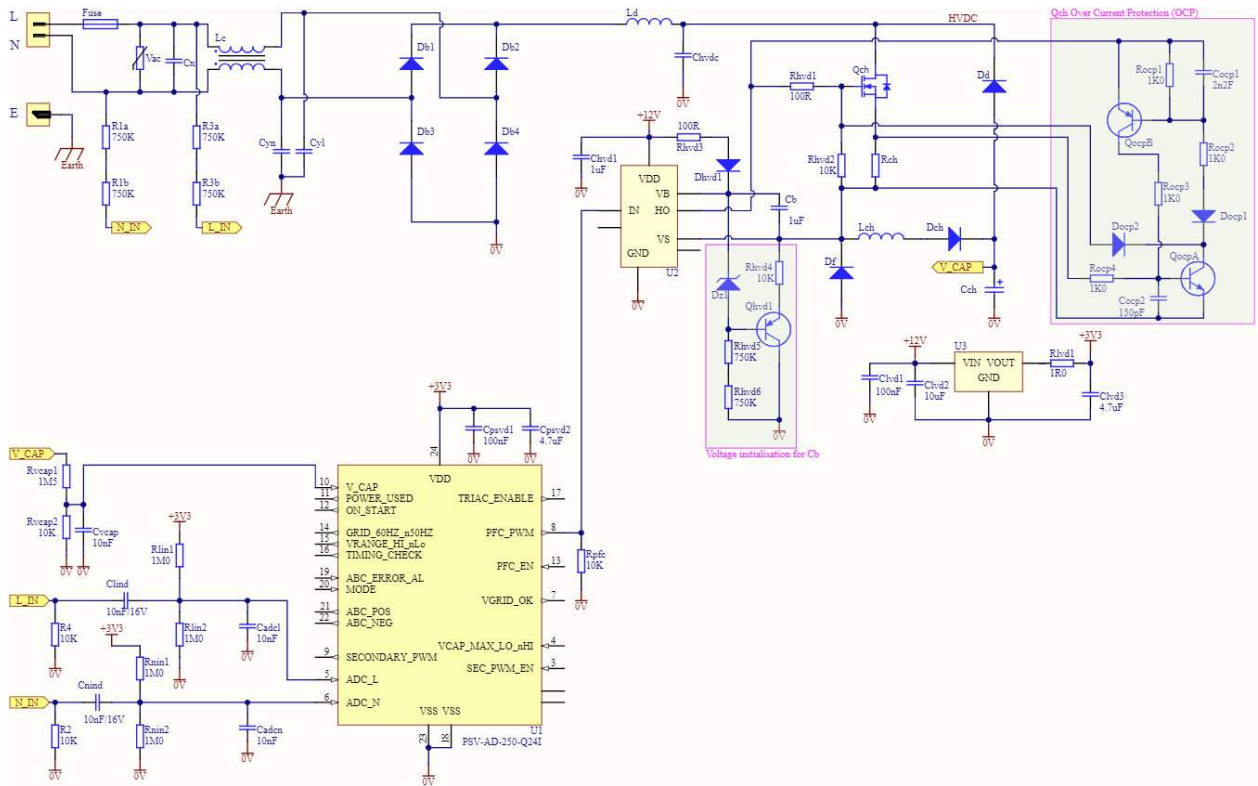 L
N
E
Fuse
Vac
Cx
Lc
R1a
750K
R3a
750K
R1b
750K
R3b
750K
Earth
N_IN
L_IN
Cyn
Cyl
Earth
Db1
Db2
Db3
Db4
0V
Ld
HVDC
Chvdc
0V
Rhvd1
100R
Qch
Dd
Rhvd2
10K
Rch
+12V
100R
Rhvd3
Chvd1
1uF
0V
Dhvd1
VDD
VB
IN
HO
VS
GND
U2
0V
Cb
1uF
Lch
Dch
Df
0V
V_CAP
Cch
+
0V
Dz1
Rhvd4
10K
Qhvd1
Rhvd5
750K
Rhvd6
750K
0V
Voltage initialisation for Cb
Qch Over Current Protection (OCP)
Rocp1
1K0
Cocp1
2n2F
QocpB
Rocp2
1K0
Rocp3
1K0
Docp1
Docp2
QocpA
Rocp4
1K0
Cocp2
150pF
+12V
U3
+3V3
VIN VOUT
GND
Rlvd1
1R0
Clvd1
100nF
Clvd2
10uF
Clvd3
4.7uF
0V
0V
+3V3
Cpsvd1
100nF
Cpsvd2
4.7uF
0V
0V
24
VDD
V_CAP
Rvcap1
1M5
Rvcap2
10K
Cvcap
10nF
0V
0V
+3V3
Rlin1
1M0
L_IN
Clind
10nF/16V
R4
10K
Rlin2
1M0
Cadcl
10nF
0V
0V
0V
+3V3
Rnin1
1M0
N_IN
Cnind
10nF/16V
R2
10K
Rnin2
1M0
Cadcn
10nF
0V
0V
0V
10 V_CAP
11 POWER_USED
12 ON_START
14 GRID_60HZ_n50HZ
15 VRANGE_HI_nLo
16 TIMING_CHECK
19 ABC_ERROR_AL
20 MODE
21 ABC_POS
22 ABC_NEG
9 SECONDARY_PWM
5 ADC_L
6 ADC_N
TRIAC_ENABLE 17
PFC_PWM 8
PFC_EN 13
VGRID_OK 7
VCAP_MAX_LO_nHI 4
SEC_PWM_EN 3
Rpfc
10K
0V
VSS VSS
23 18
U1
PSV-AD-250-Q24I
0V